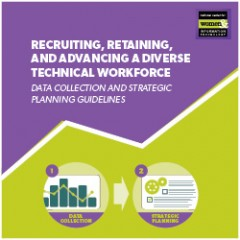 national center for
women &
INFORMATION
TECHNOLOGY
RECRUITING, RETAINING,
AND ADVANCING A DIVERSE
TECHNICAL WORKFORCE
DATA COLLECTION AND STRATEGIC
PLANNING GUIDELINES
1
2
DATA
COLLECTION
STRATEGIC
PLANNING